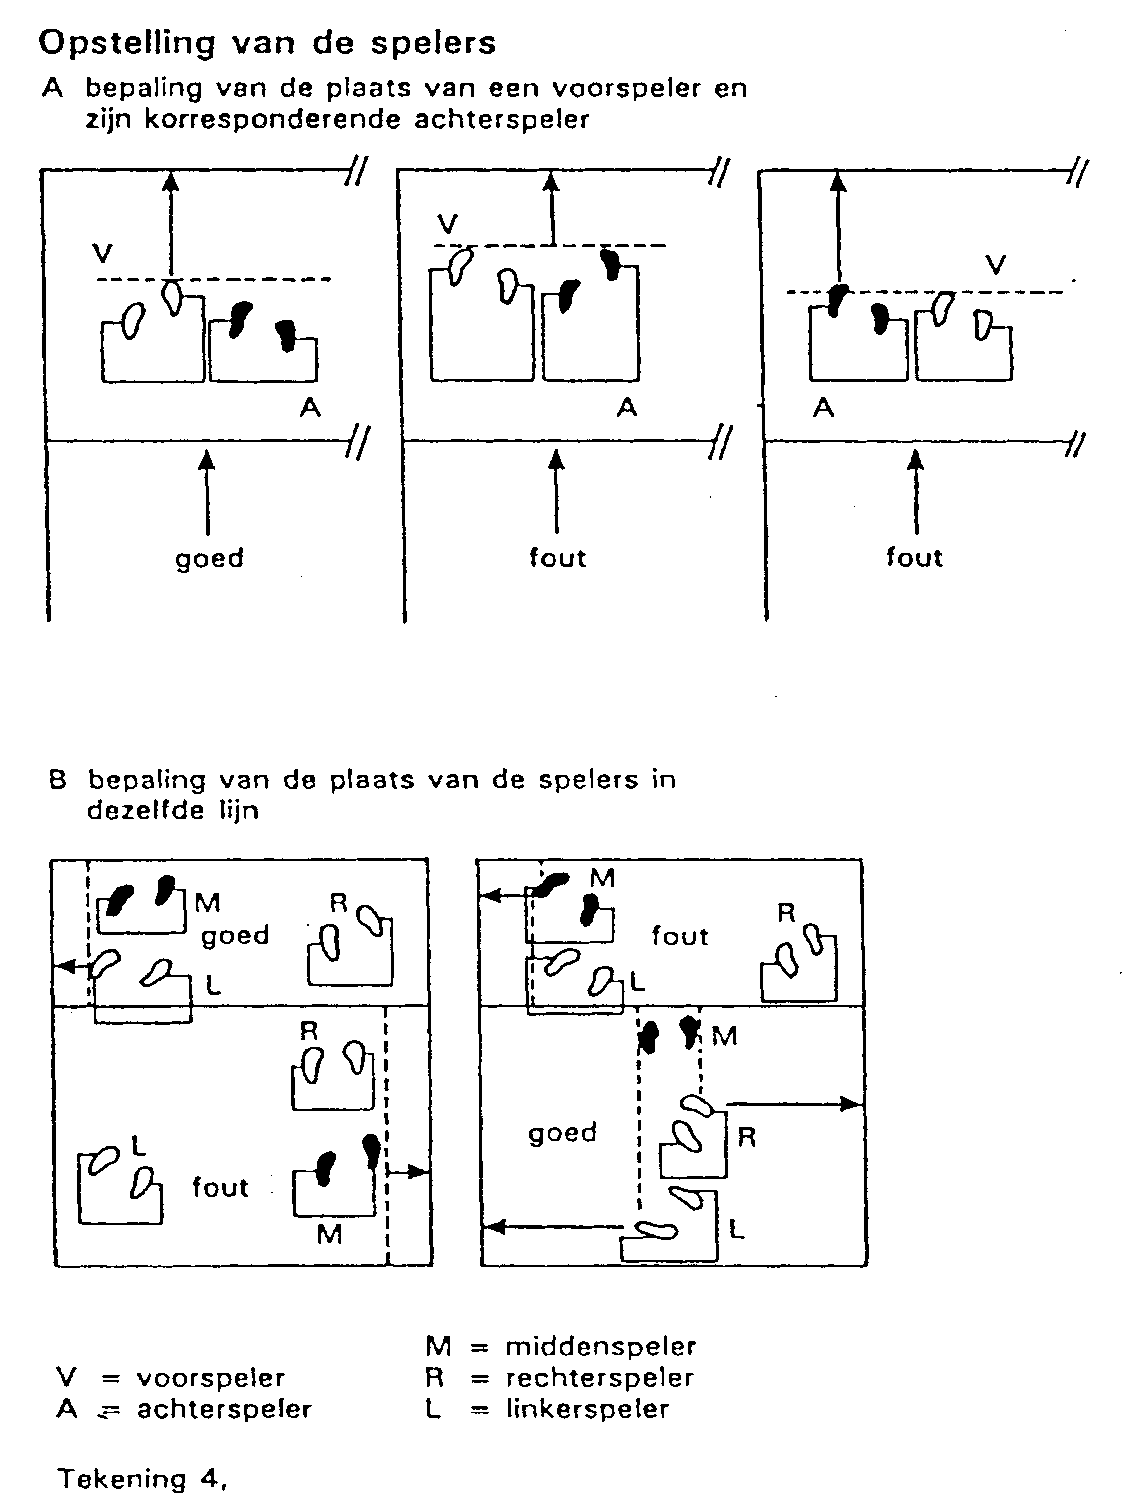 Opstelling van de spelers
A bepaling van de plaats van een voorspeler en
zijn korresponderende achterspeler
V
V
V
A
A
A
goed
fout
fout
B bepaling van de plaats van de spelers in
dezelfde lijn
M
R
goed
L
M
R
fout
L
R
L
fout
M
M
goed
R
L
M = middenspeler
V = voorspeler
R = rechterspeler
A = achterspeler
L = linkerspeler
Tekening 4,